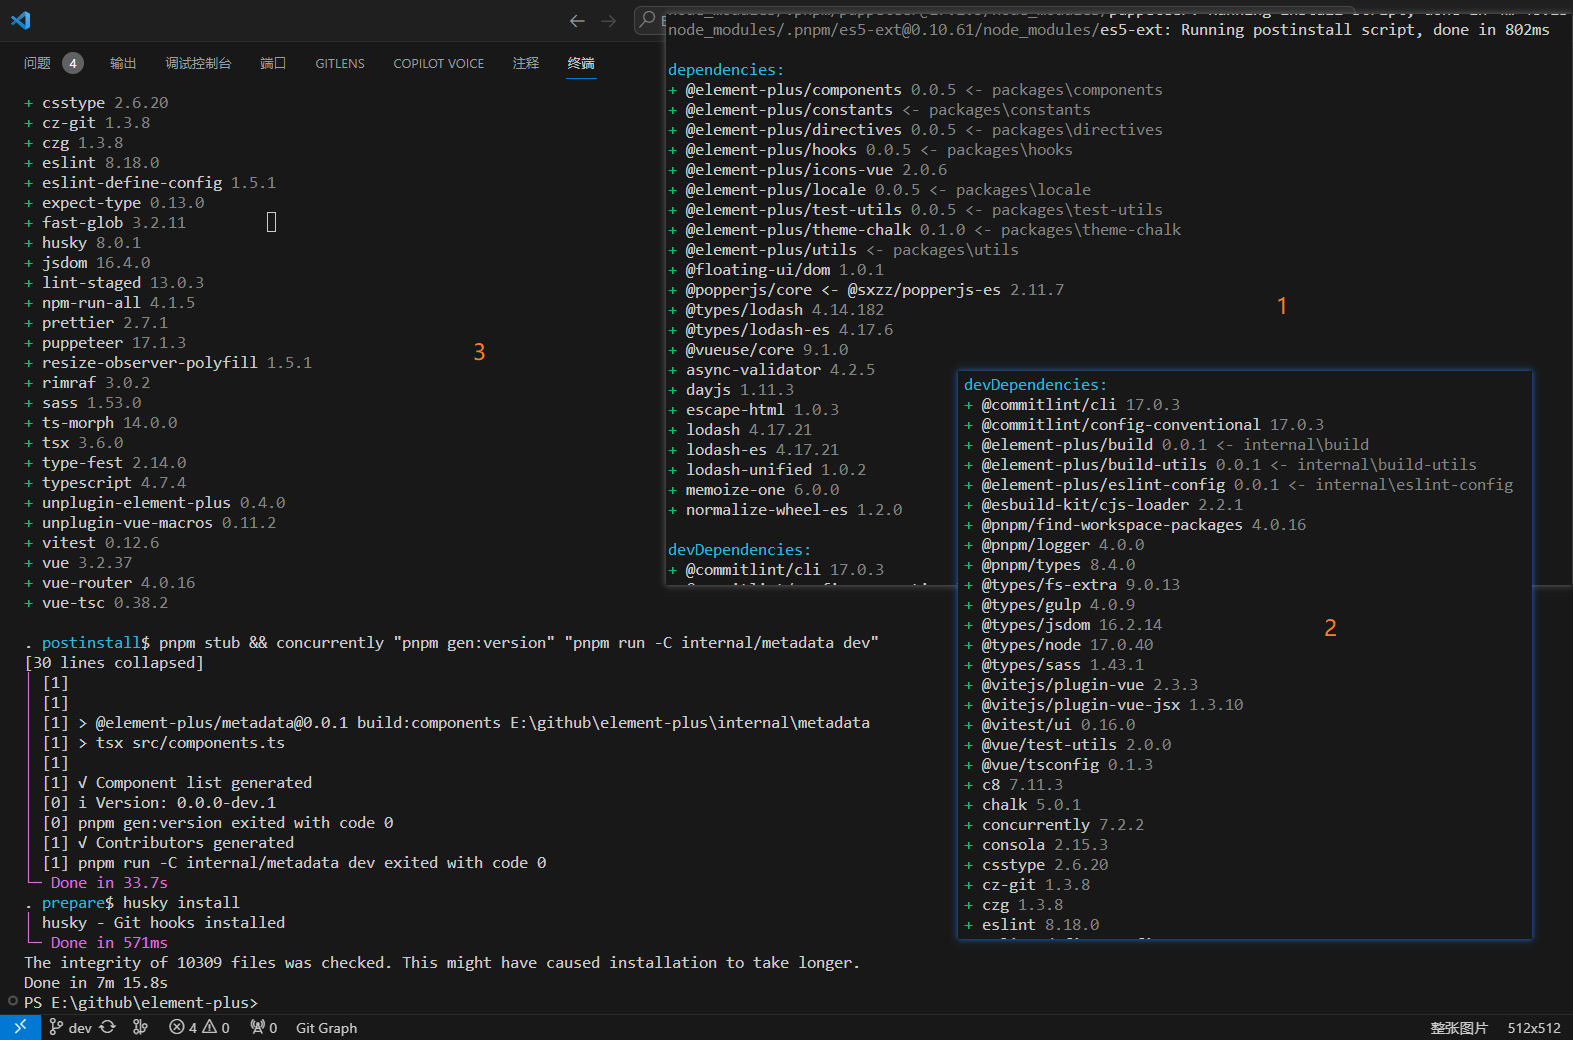 问题 4 输出 调试控制台 端口 GITLENS COPILOT VOICE 注释 终端
node_modules/.pnpm/es5-ext@0.10.61/node_modules/es5-ext: Running postinstall script, done in 802ms
dependencies:
+ @element-plus/components 0.0.5 <- packages\components
+ @element-plus/constants <- packages\constants
+ @element-plus/directives 0.0.5 <- packages\directives
+ @element-plus/hooks 0.0.5 <- packages\hooks
+ @element-plus/icons-vue 2.0.6
+ @element-plus/locale 0.0.5 <- packages\locale
+ @element-plus/test-utils 0.0.5 <- packages\test-utils
+ @element-plus/theme-chalk 0.1.0 <- packages\theme-chalk
+ @element-plus/utils <- packages\utils
+ @floating-ui/dom 1.0.1
+ @popperjs/core <- @sxzz/popperjs-es 2.11.7
+ @types/lodash 4.14.182
+ @types/lodash-es 4.17.6
+ @vueuse/core 9.1.0
+ async-validator 4.2.5
+ dayjs 1.11.3
+ escape-html 1.0.3
+ lodash 4.17.21
+ lodash-es 4.17.21
+ lodash-unified 1.0.2
+ memoize-one 6.0.0
+ normalize-wheel-es 1.2.0
devDependencies:
+ @commitlint/cli 17.0.3
1
devDependencies:
+ @commitlint/cli 17.0.3
+ @commitlint/config-conventional 17.0.3
+ @element-plus/build 0.0.1 <- internal\build
+ @element-plus/build-utils 0.0.1 <- internal\build-utils
+ @element-plus/eslint-config 0.0.1 <- internal\eslint-config
+ @esbuild-kit/cjs-loader 2.2.1
+ @pnpm/find-workspace-packages 4.0.16
+ @pnpm/logger 4.0.0
+ @pnpm/types 8.4.0
+ @types/fs-extra 9.0.13
+ @types/gulp 4.0.9
+ @types/jsdom 16.2.14
+ @types/node 17.0.40
+ @types/sass 1.43.1
+ @vitejs/plugin-vue 2.3.3
+ @vitejs/plugin-vue-jsx 1.3.10
+ @vitest/ui 0.16.0
+ @vue/test-utils 2.0.0
+ @vue/tsconfig 0.1.3
+ c8 7.11.3
+ chalk 5.0.1
+ concurrently 7.2.2
+ consola 2.15.3
+ csstype 2.6.20
+ cz-git 1.3.8
+ czg 1.3.8
+ eslint 8.18.0
2
+ csstype 2.6.20
+ cz-git 1.3.8
+ czg 1.3.8
+ eslint 8.18.0
+ eslint-define-config 1.5.1
+ expect-type 0.13.0
+ fast-glob 3.2.11
+ husky 8.0.1
+ jsdom 16.4.0
+ lint-staged 13.0.3
+ npm-run-all 4.1.5
+ prettier 2.7.1
+ puppeteer 17.1.3
+ resize-observer-polyfill 1.5.1
+ rimraf 3.0.2
+ sass 1.53.0
+ ts-morph 14.0.0
+ tsx 3.6.0
+ type-fest 2.14.0
+ typescript 4.7.4
+ unplugin-element-plus 0.4.0
+ unplugin-vue-macros 0.11.2
+ vitest 0.12.6
+ vue 3.2.37
+ vue-router 4.0.16
+ vue-tsc 0.38.2
3
. postinstall$ pnpm stub && concurrently "pnpm gen:version" "pnpm run -C internal/metadata dev"
[30 lines collapsed]
[1]
[1]
[1] > @element-plus/metadata@0.0.1 build:components E:\github\element-plus\internal\metadata
[1] > tsx src/components.ts
[1]
[1] √ Component list generated
[0] i Version: 0.0.0-dev.1
[0] pnpm gen:version exited with code 0
[1] √ Contributors generated
[1] pnpm run -C internal/metadata dev exited with code 0
Done in 33.7s
. prepare$ husky install
husky - Git hooks installed
Done in 571ms
The integrity of 10309 files was checked. This might have caused installation to take longer.
Done in 7m 15.8s
PS E:\github\element-plus>
dev 4 0 0 Git Graph 整张图片 512x512